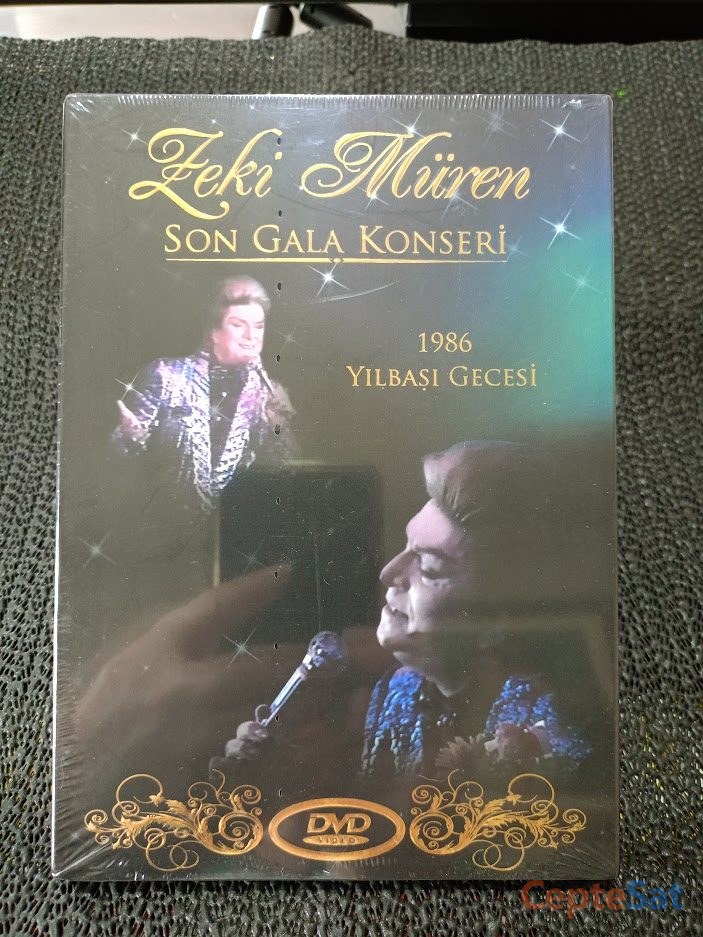 Zeki Müren
SON GALA KONSERİ
1986
YILBAŞI GECESİ
DVD
VIDEO
CepteSat